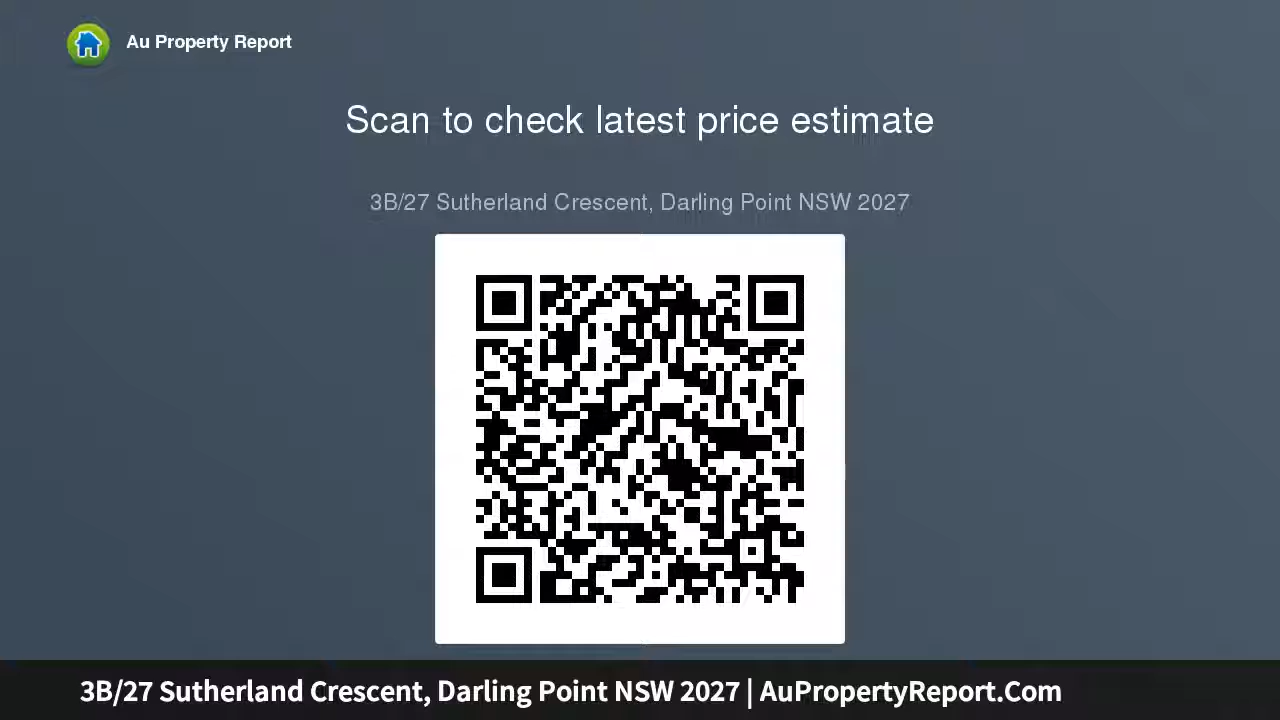 Au Property Report
Scan to check latest price estimate
3B/27 Sutherland Crescent, Darling Point NSW 2027
3B/27 Sutherland Crescent, Darling Point NSW 2027 | AuPropertyReport.Com